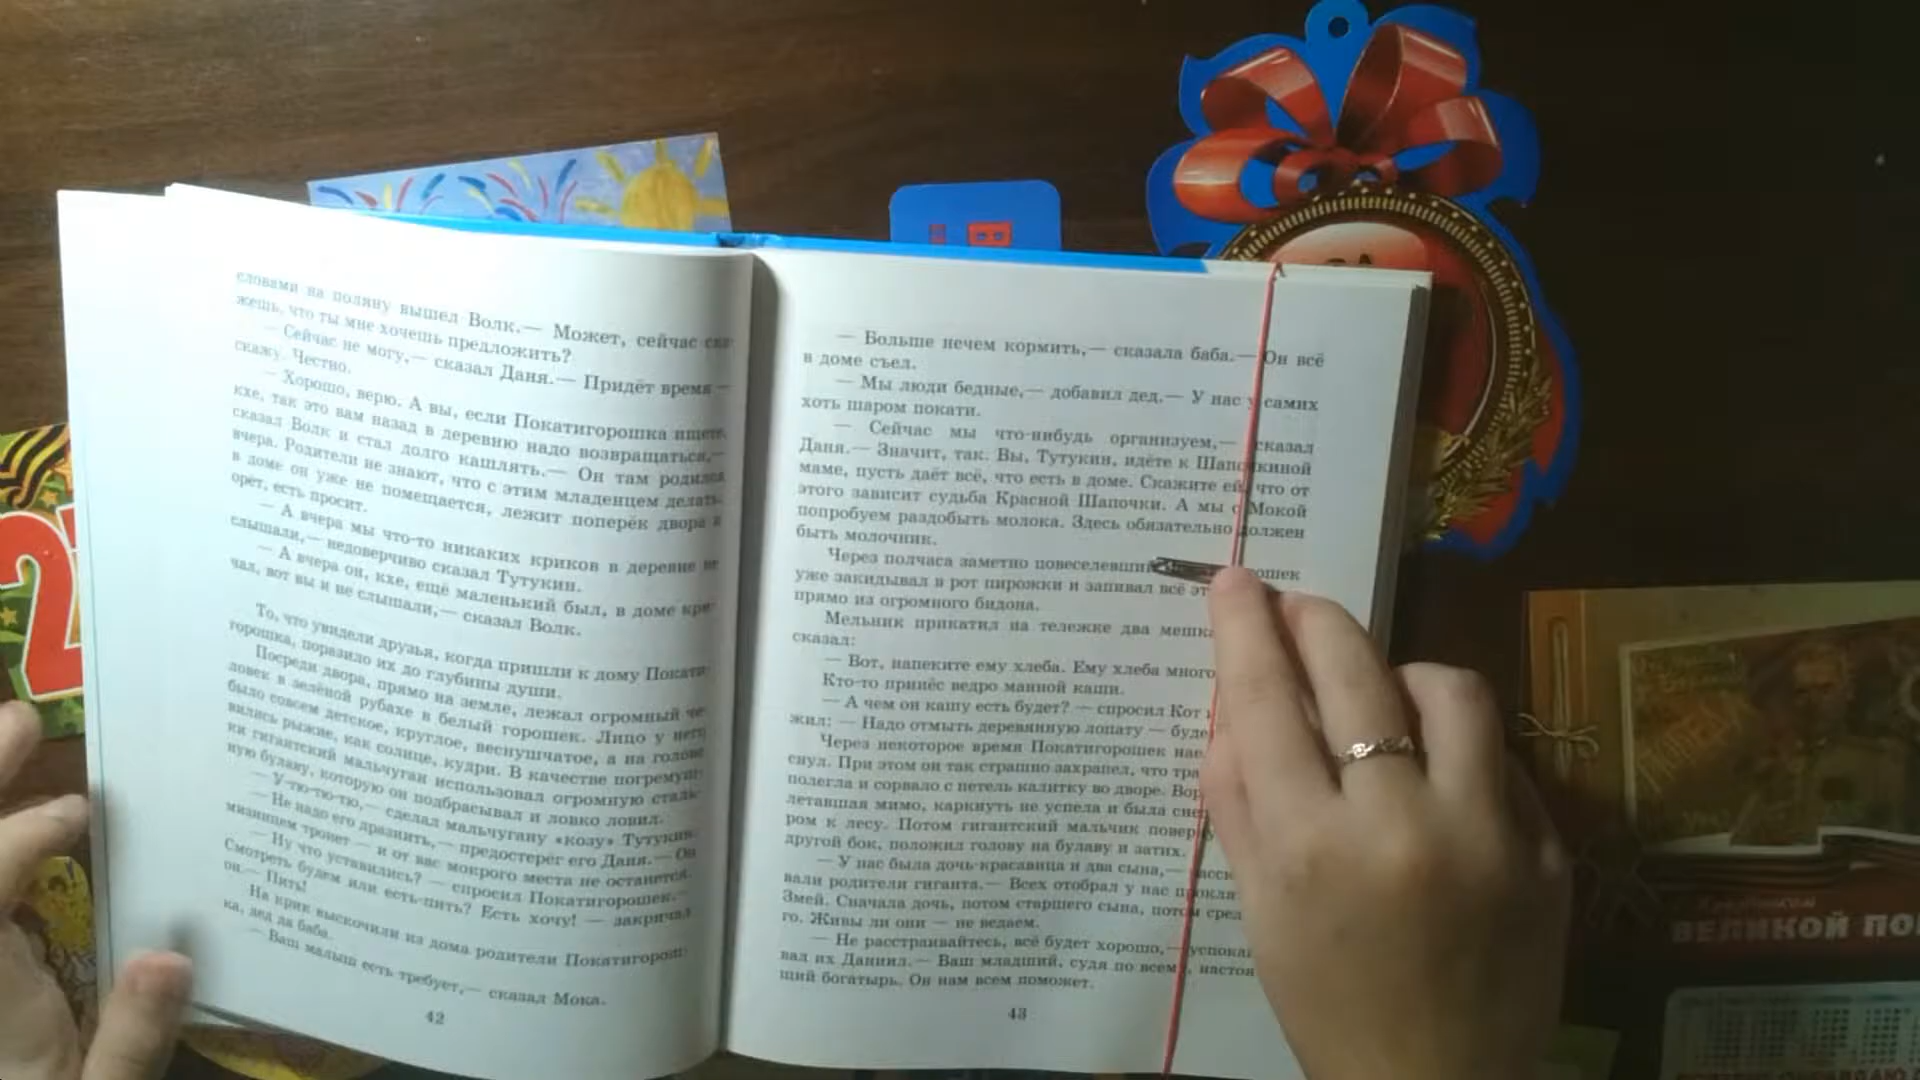 словами на поляну вышел Волк.— Может, сейчас ска-
жешь, что ты мне хочешь предложить?
— Сейчас не могу,— сказал Даня.— Придёт время —
скажу. Честно.
— Хорошо, верю. А вы, если Покатигорошка ищете,
кхе, так это вам назад в деревню надо возвращаться,—
сказал Волк и стал долго кашлять.— Он там родился
вчера. Родители не знают, что с этим младенцем делать:
в доме он уже не помещается, лежит поперёк двора и
орёт, есть просит.
— А вчера мы что-то никаких криков в деревне не
слышали,— недоверчиво сказал Тутукин.
— А вчера он, кхе, ещё маленький был, в доме кри-
чал, вот вы и не слышали,— сказал Волк.
То, что увидели друзья, когда пришли к дому Покати-
горошка, поразило их до глубины души.
Посреди двора, прямо на земле, лежал огромный че-
ловек в зелёной рубахе в белый горошек. Лицо у него
было совсем детское, круглое, веснушчатое, а на голове
вились рыжие, как солнце, кудри. В качестве погремуш-
ки гигантский мальчуган использовал огромную сталь-
ную булаву, которую он подбрасывал и ловко ловил.
— У-тю-тю-тю,— сделал мальчугану «козу» Тутукин.
— Не надо его дразнить,— предостерёг его Даня.— Он
мизинцем тронет — и от вас мокрого места не останется.
— Ну что уставились? — спросил Покатигорошек.—
Смотреть будем или есть-пить? Есть хочу! — закричал
он.— Пить!
На крик выскочили из дома родители Покатигорош-
ка, дед да баба.
— Ваш малыш есть требует,— сказал Мока.
42
— Больше нечем кормить,— сказала баба.— Он всё
в доме съел.
— Мы люди бедные,— добавил дед.— У нас у самих
хоть шаром покати.
— Сейчас мы что-нибудь организуем,— сказал
Даня.— Значит, так. Вы, Тутукин, идёте к Шапочкиной
маме, пусть даёт всё, что есть в доме. Скажите ей, что от
этого зависит судьба Красной Шапочки. А мы с Мокой
попробуем раздобыть молока. Здесь обязательно должен
быть молочник.
Через полчаса заметно повеселевший
уже закидывал в рот пирожки и запивал всё
прямо из огромного бидона.
Мельник прикатил на тележке два мешка
сказал:
— Вот, напеките ему хлеба. Ему хлеба много
Кто-то принёс ведро манной каши.
— А чем он кашу есть будет? — спросил Кот
жил: — Надо отмыть деревянную лопату —
Через некоторое время Покатигорошек
снул. При этом он так страшно захрапел, что
полегла и сорвало с петель калитку во дворе.
летавшая мимо, каркнуть не успела и была
ром к лесу. Потом гигантский мальчик
другой бок, положил голову на булаву и затих.
— У нас была дочь-красавица и два сына,—
вали родители гиганта.— Всех отобрал у нас
Змей. Сначала дочь, потом старшего сына, потом
го. Живы ли они — не ведаем.
— Не расстраивайтесь, всё будет хорошо,— успокаи-
вал их Даниил.— Ваш младший, судя по всему, настоя-
щий богатырь. Он нам всем поможет.
43
В
ВЕЛИКОЙ